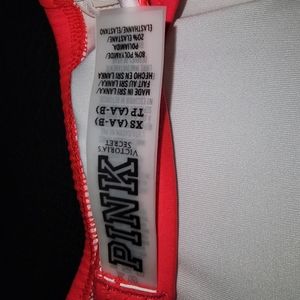 PINK
VICTORIA'S
SECRET
XS (AA-B)
TP (AA-B)
MADE IN SRI LANKA/
FAIT AU SRI LANKA/
HECHO EN SRI LANKA
80% POLYAMIDE/
POLIAMIDA
20% ELASTANE/
ELASTHANNE/ELASTANO